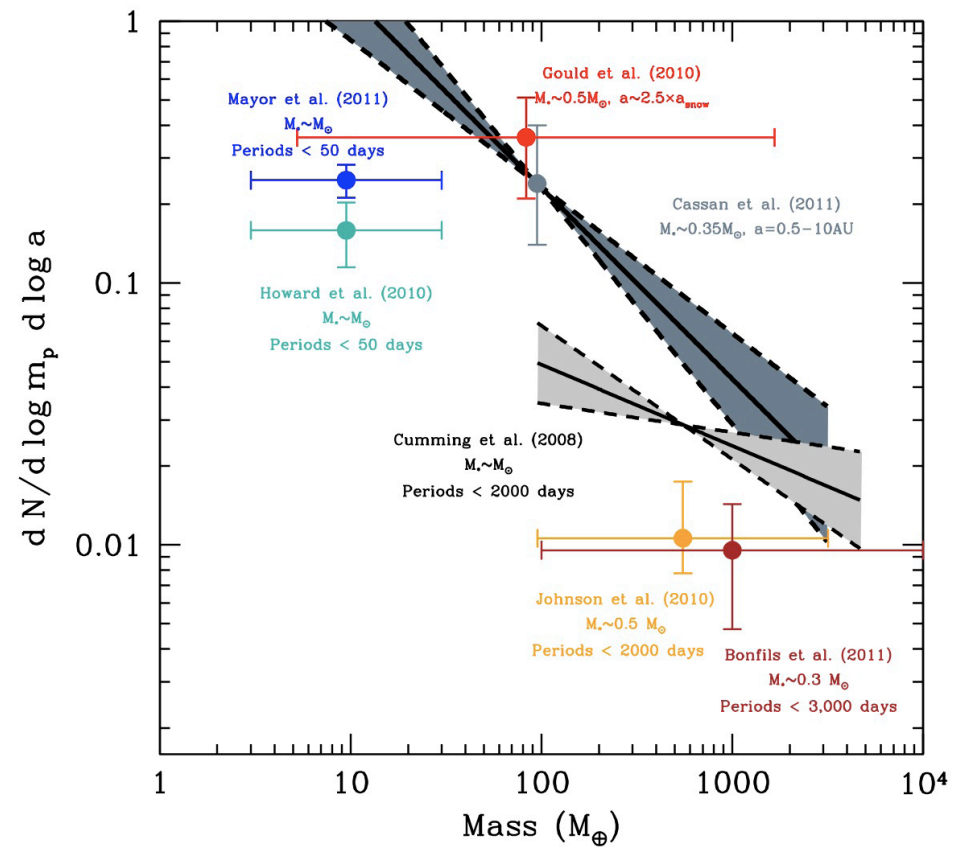 1
0.1
0.01
dN/dlog mₚ dlog a
Mayor et al. (2011)
M⋆~M⊙
Periods < 50 days
Gould et al. (2010)
M⋆~0.5M⊙, a~2.5×aₛₙₒw
Cassan et al. (2011)
M⋆~0.35M⊙, a=0.5−10AU
Howard et al. (2010)
M⋆~M⊙
Periods < 50 days
Cumming et al. (2008)
M⋆~M⊙
Periods < 2000 days
Johnson et al. (2010)
M⋆~0.5 M⊙
Periods < 2000 days
Bonfils et al. (2011)
M⋆~0.3 M⊙
Periods < 3,000 days
1 10 100 1000 10⁴
Mass (M⊕)